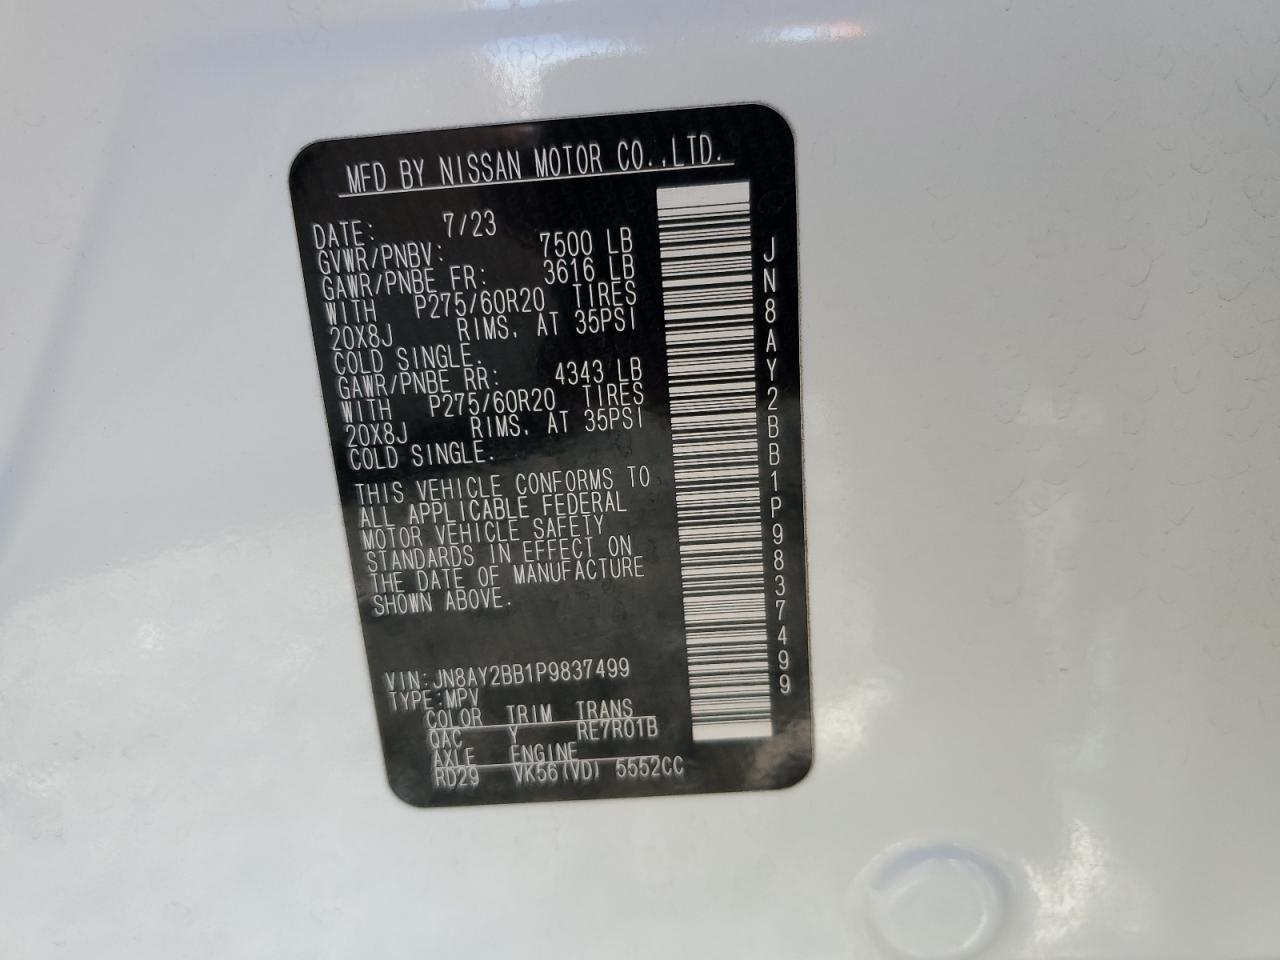 MFD BY NISSAN MOTOR CO.,LTD.
DATE: 7/23
GVWR/PNBV: 7500 LB
GAWR/PNBE FR: 3616 LB
WITH P275/60R20 TIRES
20X8J RIMS, AT 35PSI
COLD SINGLE.
GAWR/PNBE RR: 4343 LB
WITH P275/60R20 TIRES
20X8J RIMS, AT 35PSI
COLD SINGLE.
THIS VEHICLE CONFORMS TO
ALL APPLICABLE FEDERAL
MOTOR VEHICLE SAFETY
STANDARDS IN EFFECT ON
THE DATE OF MANUFACTURE
SHOWN ABOVE.
VIN:JN8AY2BB1P9837499
TYPE:MPV
COLOR TRIM TRANS
QAC Y RE7R01B
AXLE ENGINE
RD29 VK56(VD) 5552CC
JN8AY2BB1P9837499